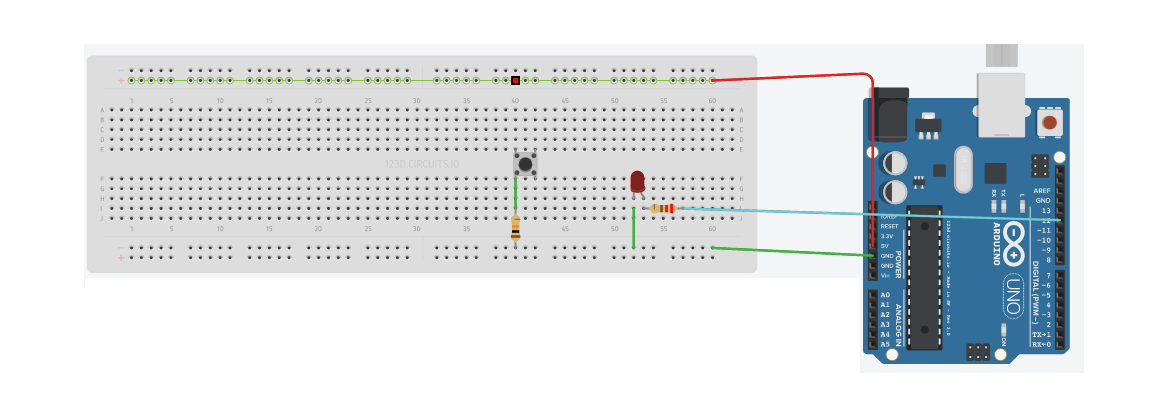 - -
+ +
1 5 10 15 20 25 30 35 40 45 50 55 60
A A
B B
C C
D D
E E
123D.CIRCUITS.IO
F F
G G
H H
I I
J J
1 5 10 15 20 25 30 35 40 45 50 55 60
- -
+ +
RESET
3.3V
5V
GND
GND
Vin
POWER
A0
A1
A2
A3
A4
A5
ANALOG IN
RX
TX
L
AREF
GND
13
12
~11
~10
~9
8
7
~6
~5
4
~3
2
TX→1
RX←0
DIGITAL (PWM~)
ARDUINO
UNO
ON